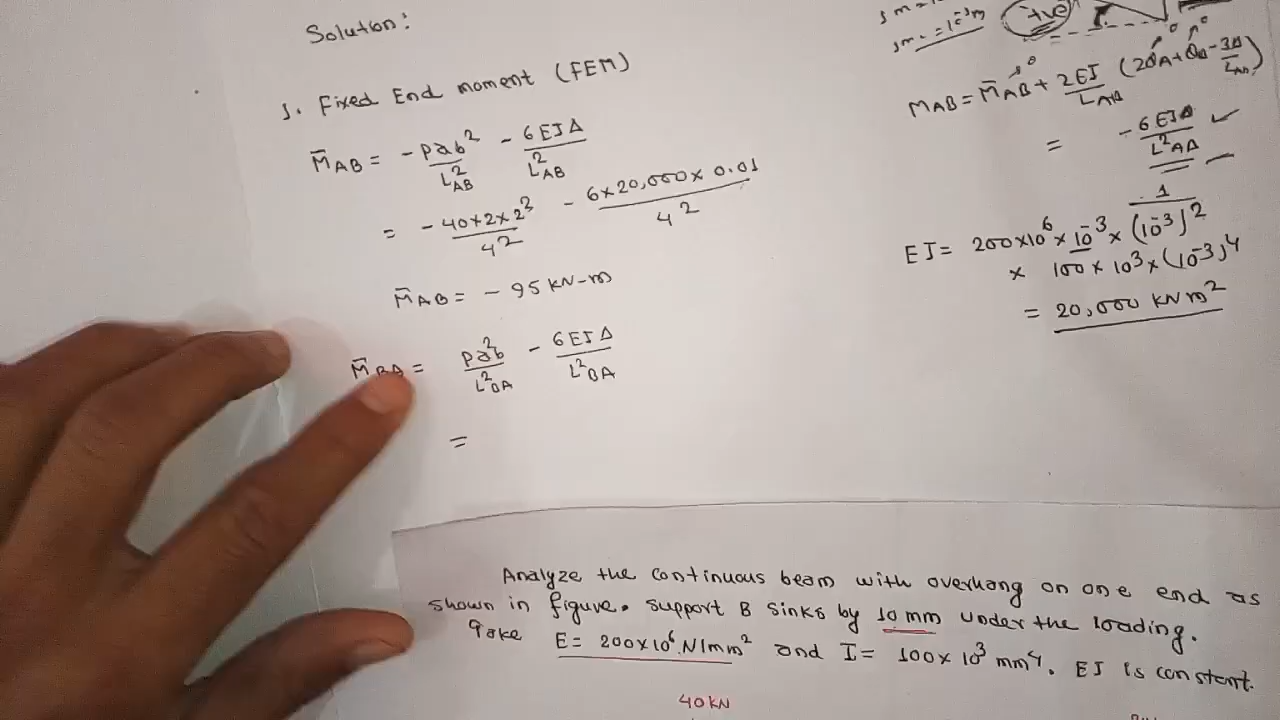 Solution:
1. Fixed End moment (FEM)
M̄AB = - Pab²/L²AB - 6EIΔ/L²AB
= - 40×2×2²/4² - 6×20,000×0.01/4²
M̄AB = - 95 kN-m
M̄BA = Pa²b/L²BA - 6EIΔ/L²BA
=
1m =
1m = 10⁻³m
+ve
MAB = M̄AB + 2EI/LAB (2θA + θB - 3Δ/LAB)
= - 6EIΔ/L²AB
EI = 200×10⁶ × 10⁻³ × 1/(10⁻³)²
× 100 × 10³ × (10⁻³)⁴
= 20,000 kNm²
Analyze the continuous beam with overhang on one end as
shown in figure. Support B sinks by 10 mm under the loading.
Take E = 200×10⁶ N/mm² and I = 100×10³ mm⁴. EI is constant.
40KN